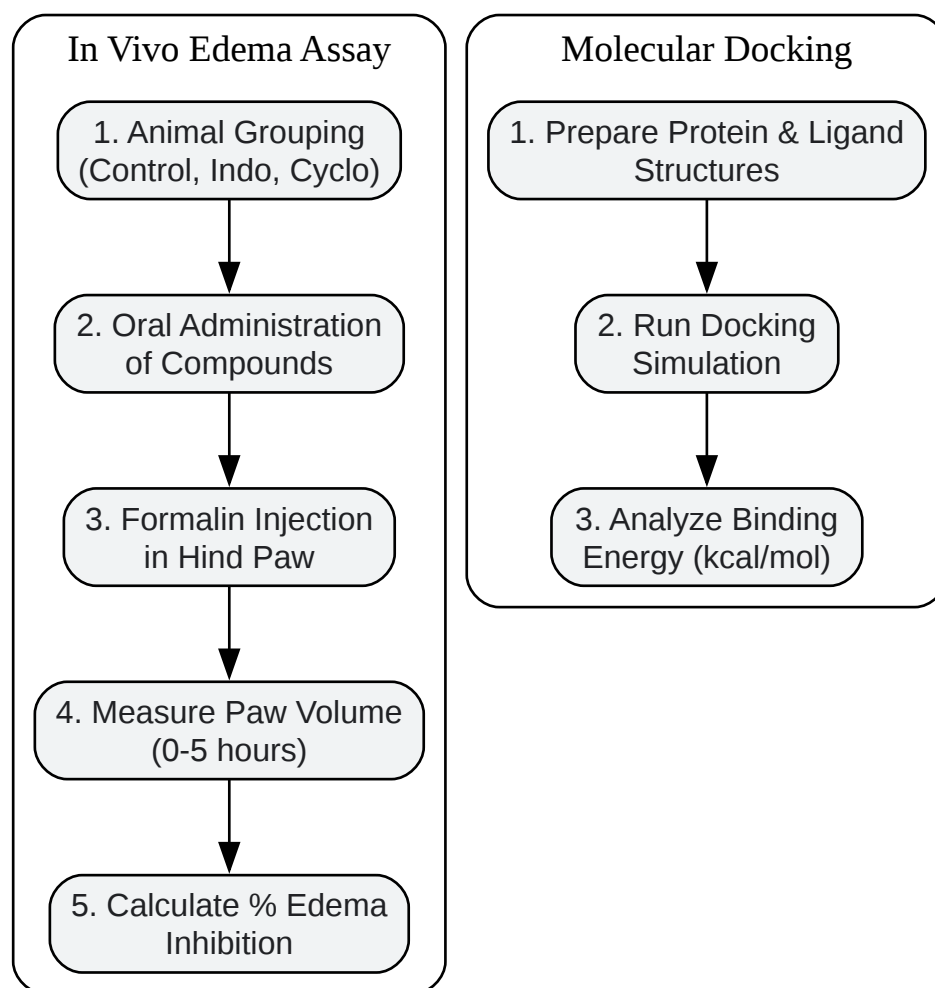 In Vivo Edema Assay
1. Animal Grouping
(Control, Indo, Cyclo)
2. Oral Administration
of Compounds
3. Formalin Injection
in Hind Paw
4. Measure Paw Volume
(0-5 hours)
5. Calculate % Edema
Inhibition
Molecular Docking
1. Prepare Protein & Ligand
Structures
2. Run Docking
Simulation
3. Analyze Binding
Energy (kcal/mol)